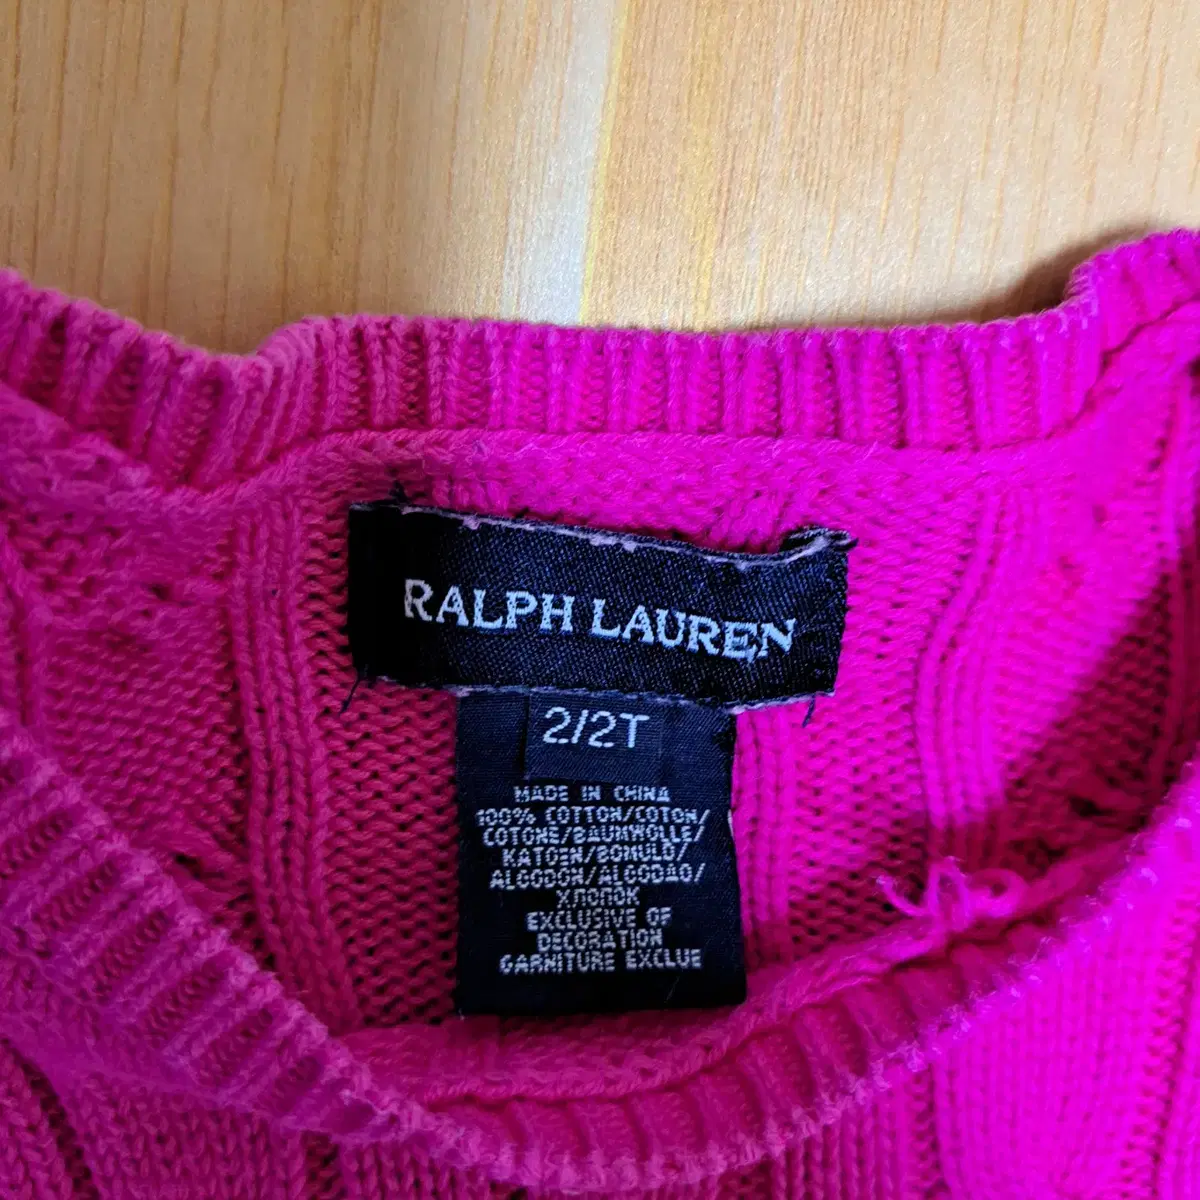 RALPH LAUREN
2/2T
MADE IN CHINA
100% COTTON/COTON/
COTONE/BAUMWOLLE/
KATOEN/BOMULD/
ALGODON/ALGODAO/
ХЛОПОК
EXCLUSIVE OF
DECORATION
GARNITURE EXCLUE